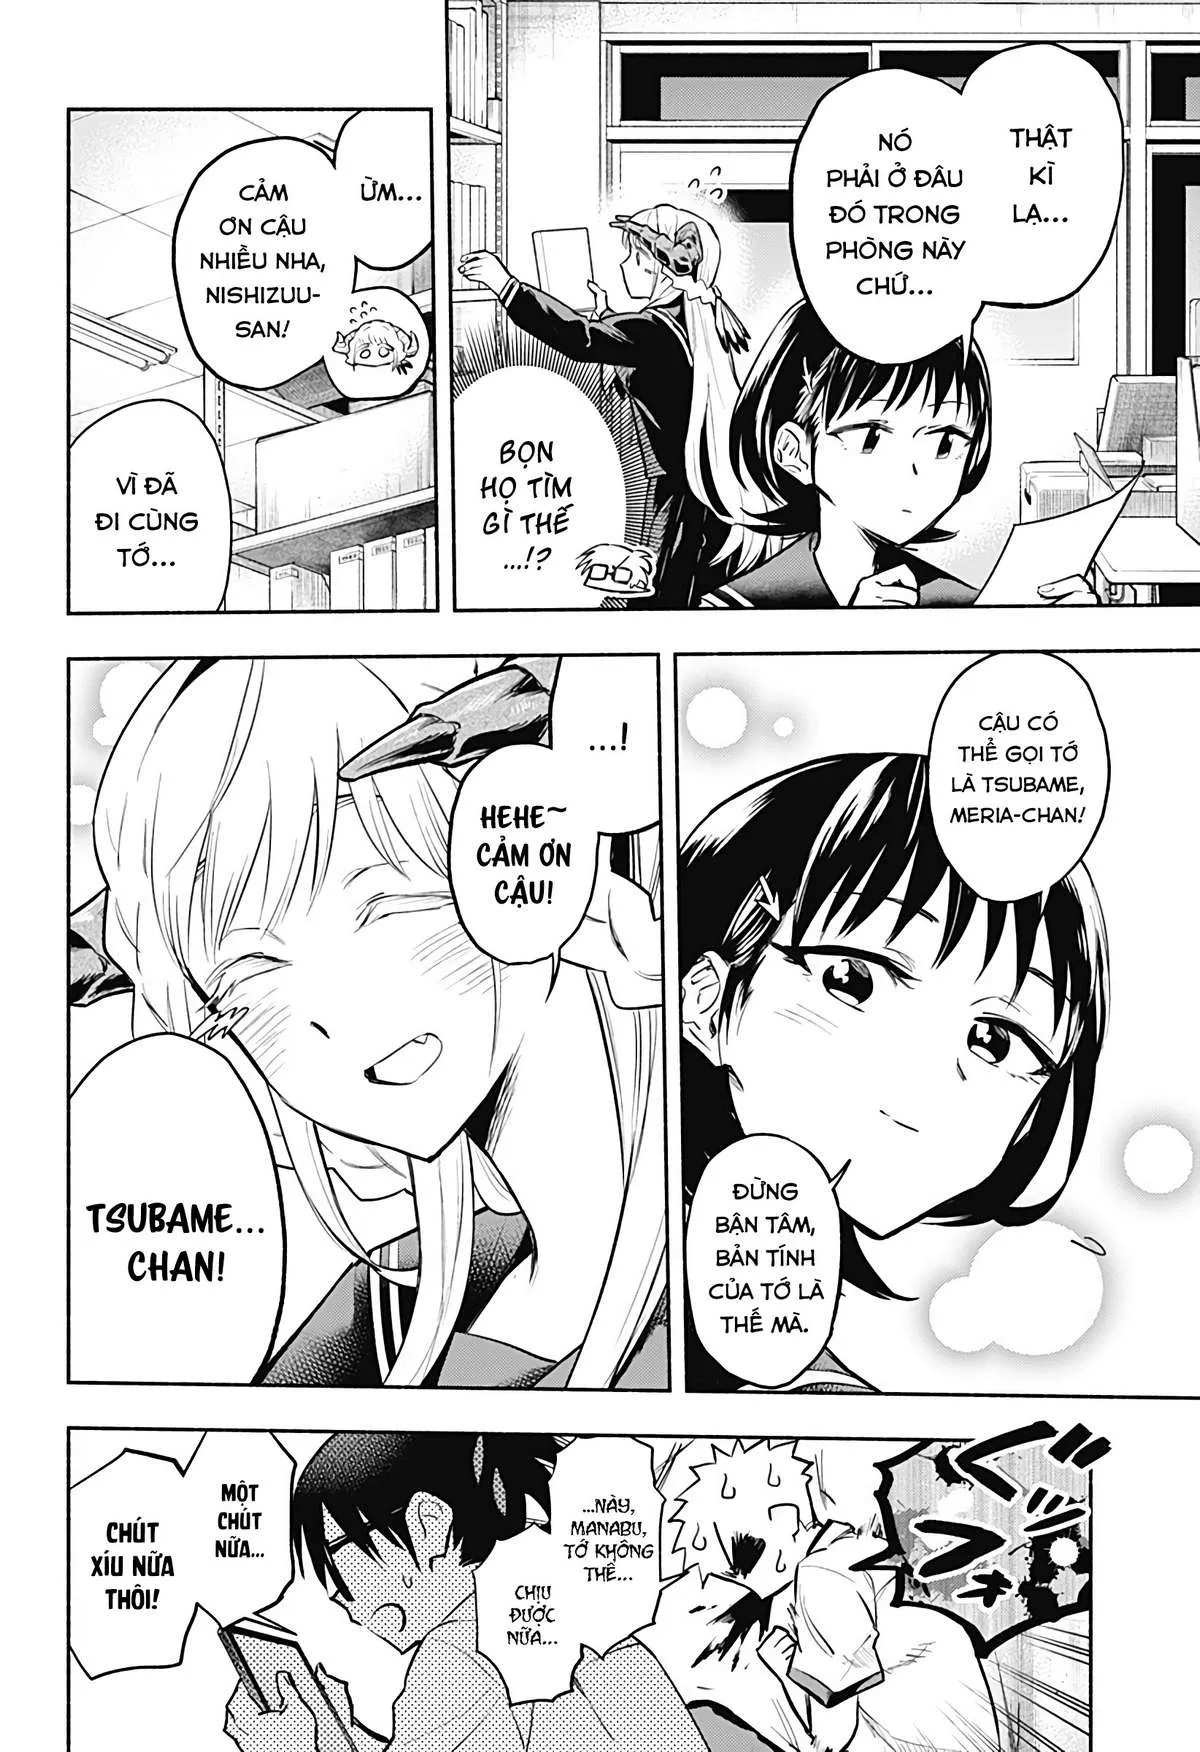 THẬT
KÌ
LẠ...
NÓ
PHẢI Ở ĐÂU
ĐÓ TRONG
PHÒNG NÀY
CHỨ...
BỌN
HỌ TÌM
GÌ THẾ
...!?
ỪM...
CẢM
ƠN CẬU
NHIỀU NHA,
NISHIZUU-
SAN!
VÌ ĐÃ
ĐI CÙNG
TỚ...
CẬU CÓ
THỂ GỌI TỚ
LÀ TSUBAME,
MERIA-CHAN!
ĐỪNG
BẬN TÂM,
BẢN TÍNH
CỦA TỚ LÀ
THẾ MÀ.
...!
HEHE~
CẢM ƠN
CẬU!
TSUBAME...
CHAN!
ぐぐ
...NÀY,
MANABU,
TỚ KHÔNG
THỂ...
CHỊU
ĐƯỢC
NỮA...
MỘT
CHÚT
NỮA...
CHÚT
XÍU NỮA
THÔI!